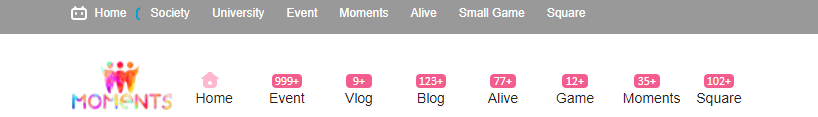 Home Society University Event Moments Alive Small Game Square
999+ 9+ 123+ 77+ 12+ 35+ 102+
MOMeNTS Home Event Vlog Blog Alive Game Moments Square